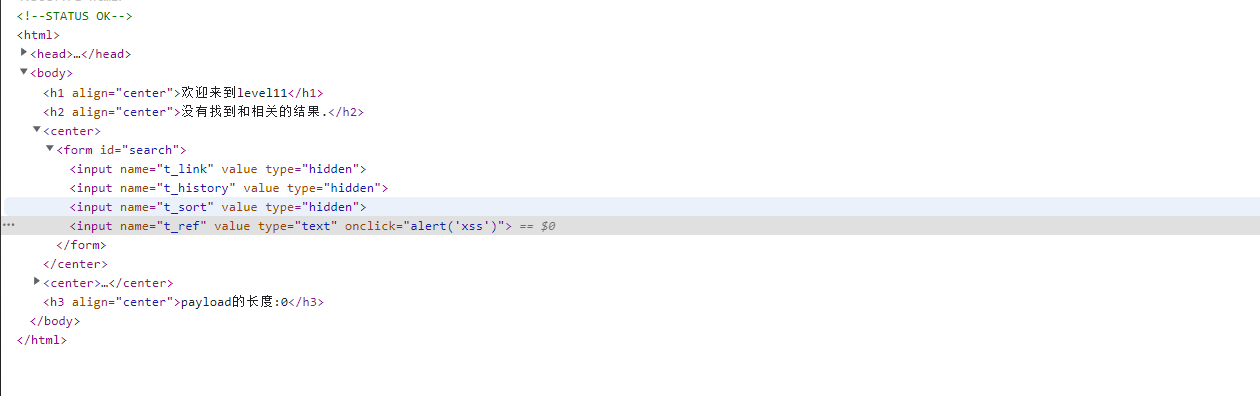 <!--STATUS OK-->
<html>
<head>…</head>
<body>
<h1 align="center">欢迎来到level11</h1>
<h2 align="center">没有找到和相关的结果.</h2>
<center>
<form id="search">
<input name="t_link" value type="hidden">
<input name="t_history" value type="hidden">
<input name="t_sort" value type="hidden">
<input name="t_ref" value type="text" onclick="alert('xss')"> == $0
</form>
</center>
<center>…</center>
<h3 align="center">payload的长度:0</h3>
</body>
</html>